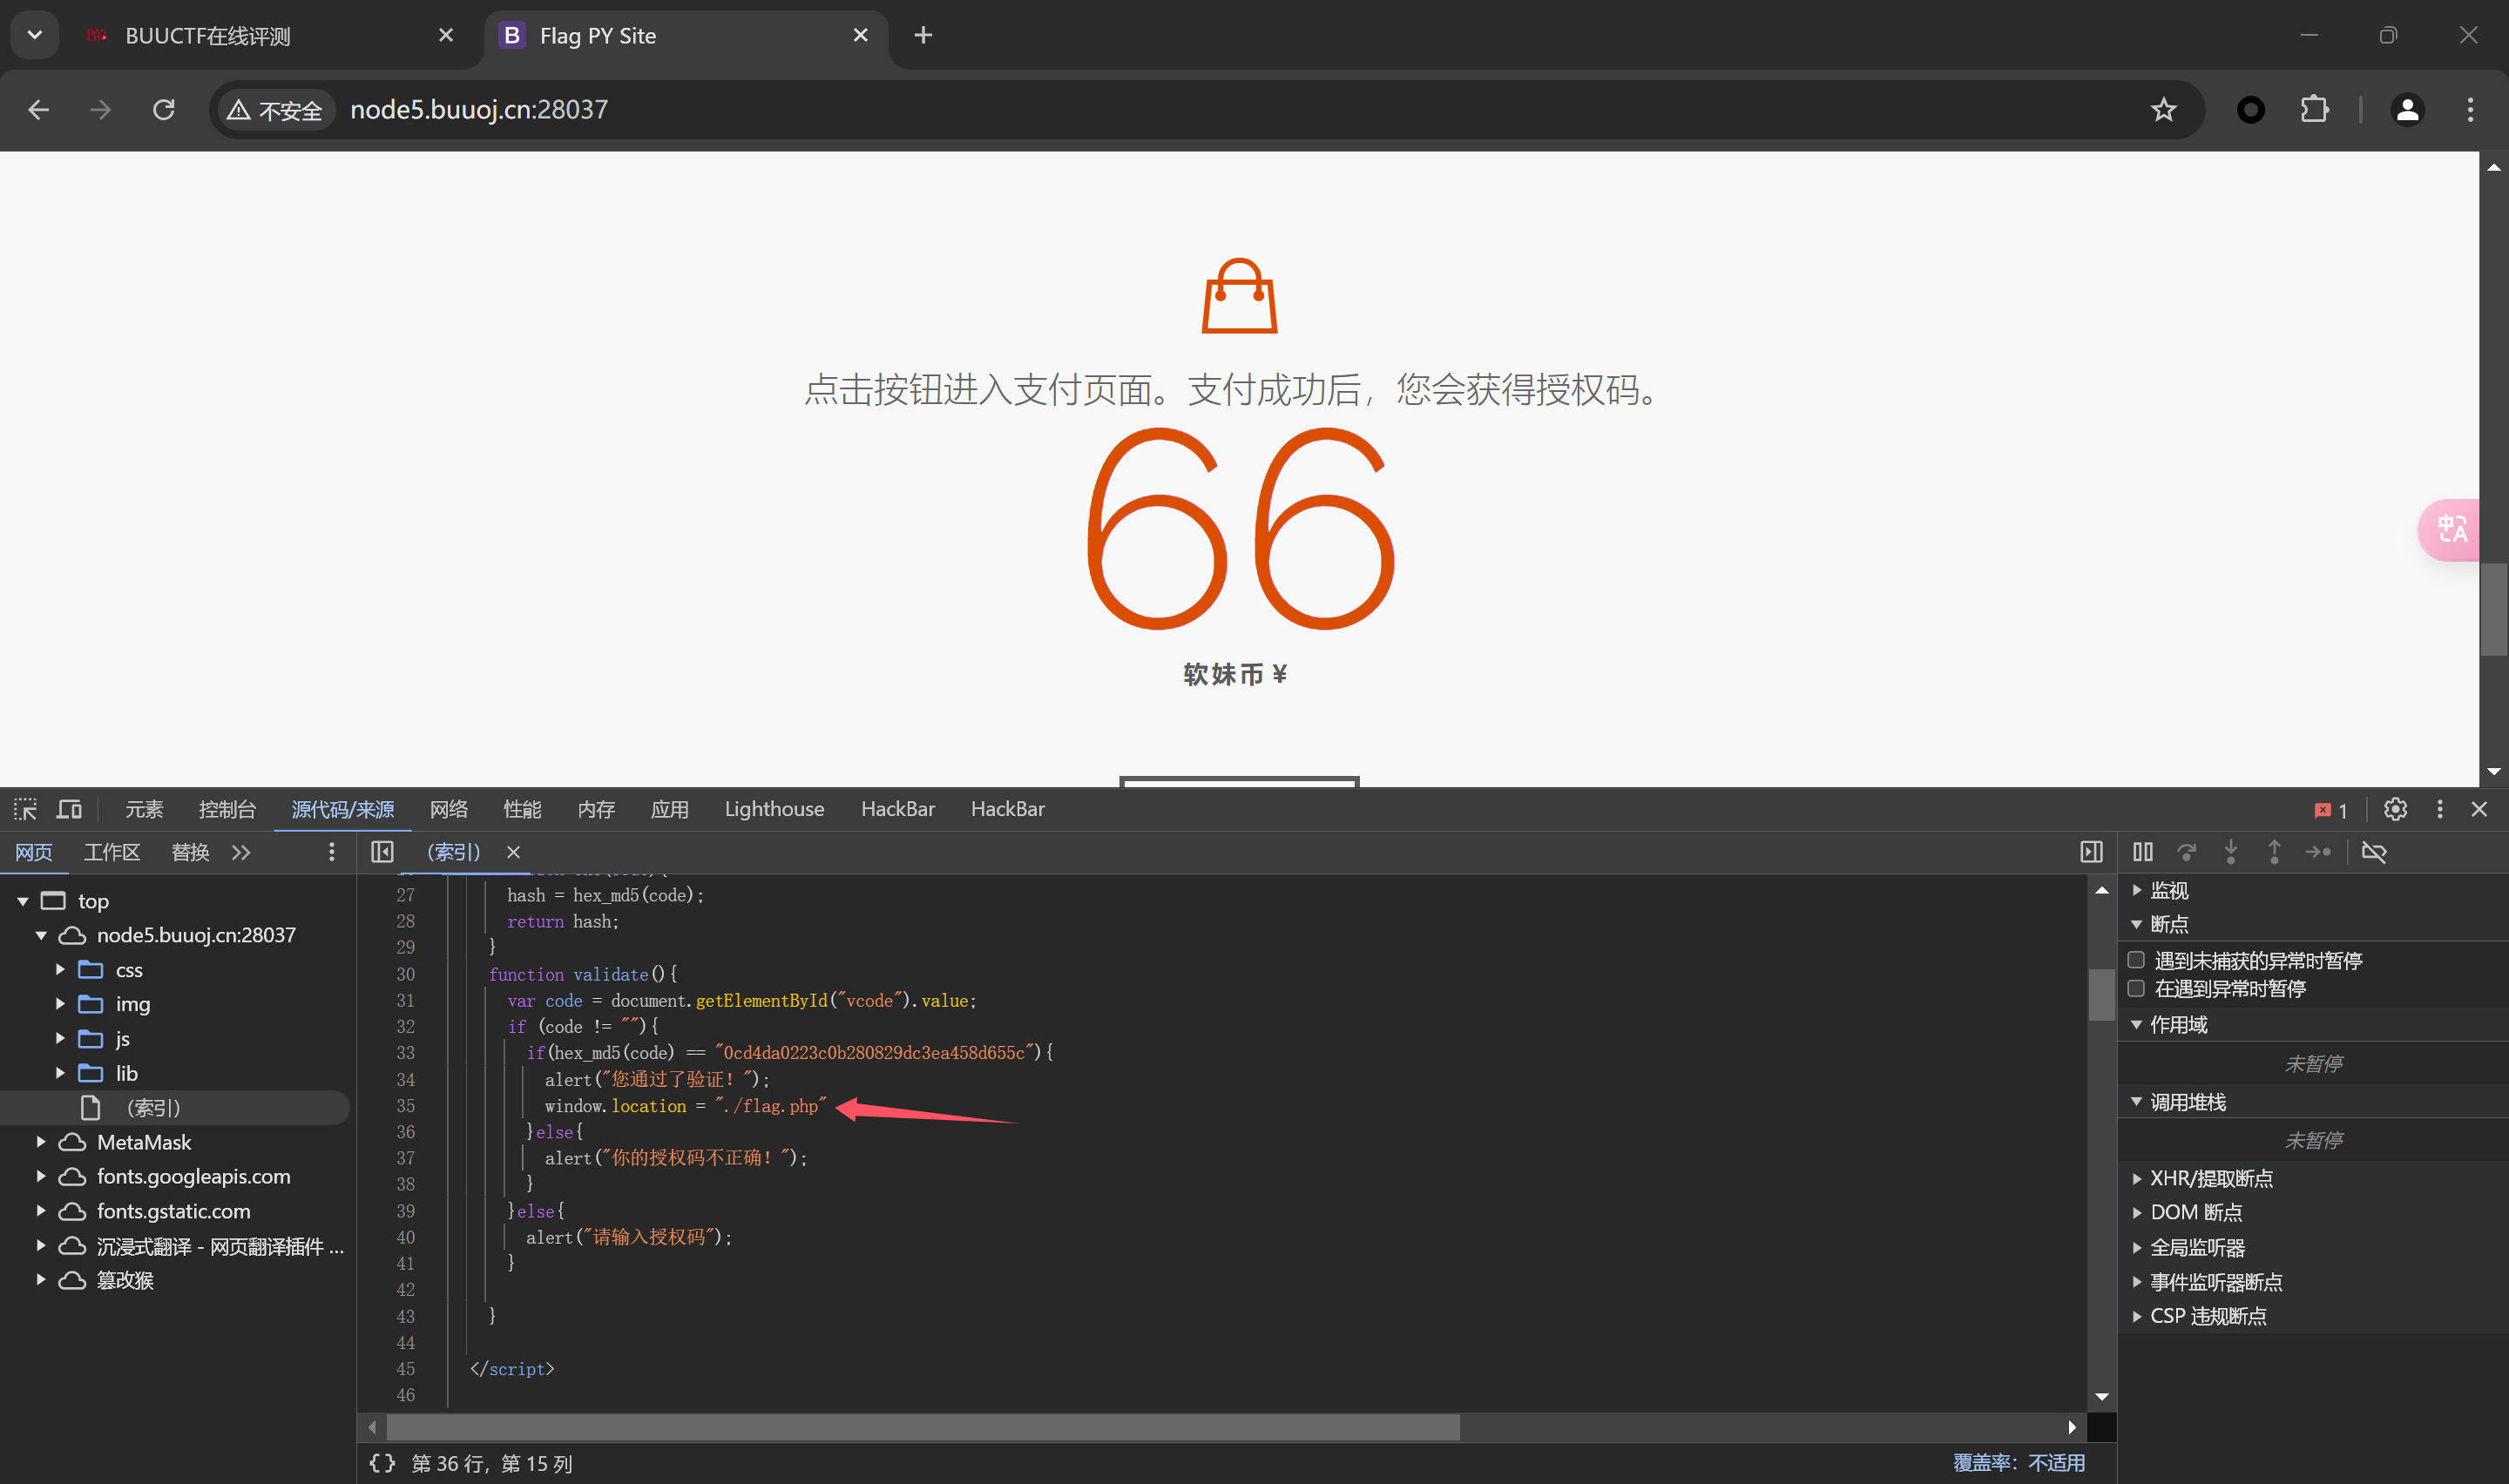 BUUCTF在线评测
Flag PY Site
不安全
node5.buuoj.cn:28037
点击按钮进入支付页面。支付成功后，您会获得授权码。
66
软妹币 ¥
元素 控制台 源代码/来源 网络 性能 内存 应用 Lighthouse HackBar HackBar 1
网页 工作区 替换 (索引)
top
node5.buuoj.cn:28037
css
img
js
lib
(索引)
MetaMask
fonts.googleapis.com
fonts.gstatic.com
沉浸式翻译 - 网页翻译插件 ...
篡改猴
27 hash = hex_md5(code);
28 return hash;
29 }
30 function validate(){
31 var code = document.getElementById("vcode").value;
32 if (code != ""){
33 if(hex_md5(code) == "0cd4da0223c0b280829dc3ea458d655c"){
34 alert("您通过了验证！");
35 window.location = "./flag.php"
36 }else{
37 alert("你的授权码不正确！");
38 }
39 }else{
40 alert("请输入授权码");
41 }
42
43 }
44
45 </script>
46
{} 第 36 行，第 15 列
覆盖率：不适用
监视
断点
遇到未捕获的异常时暂停
在遇到异常时暂停
作用域
未暂停
调用堆栈
未暂停
XHR/提取断点
DOM 断点
全局监听器
事件监听器断点
CSP 违规断点